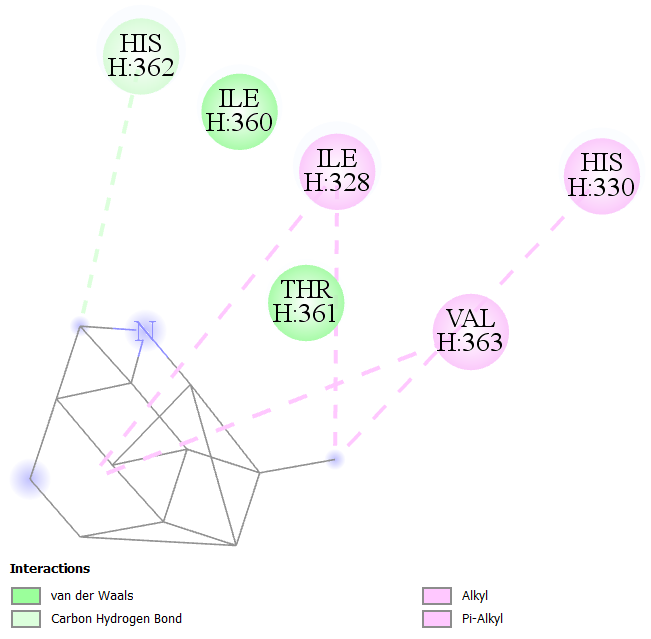 HIS
H:362
ILE
H:360
ILE
H:328
HIS
H:330
THR
H:361
VAL
H:363
N
Interactions
van der Waals
Carbon Hydrogen Bond
Alkyl
Pi-Alkyl